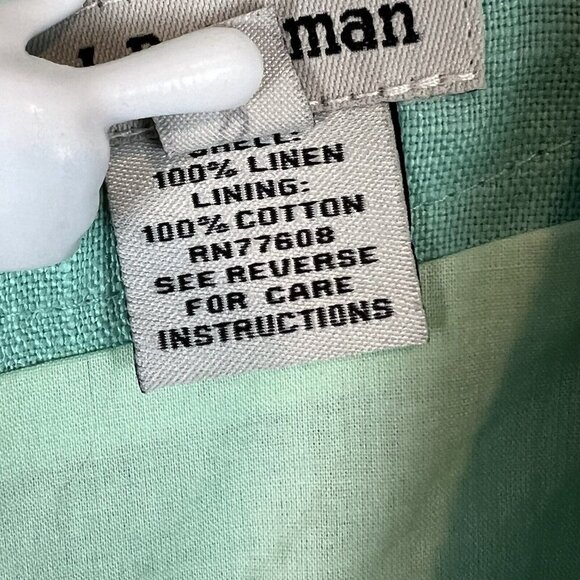 man
SHELL:
100% LINEN
LINING:
100% COTTON
RN77608
SEE REVERSE
FOR CARE
INSTRUCTIONS